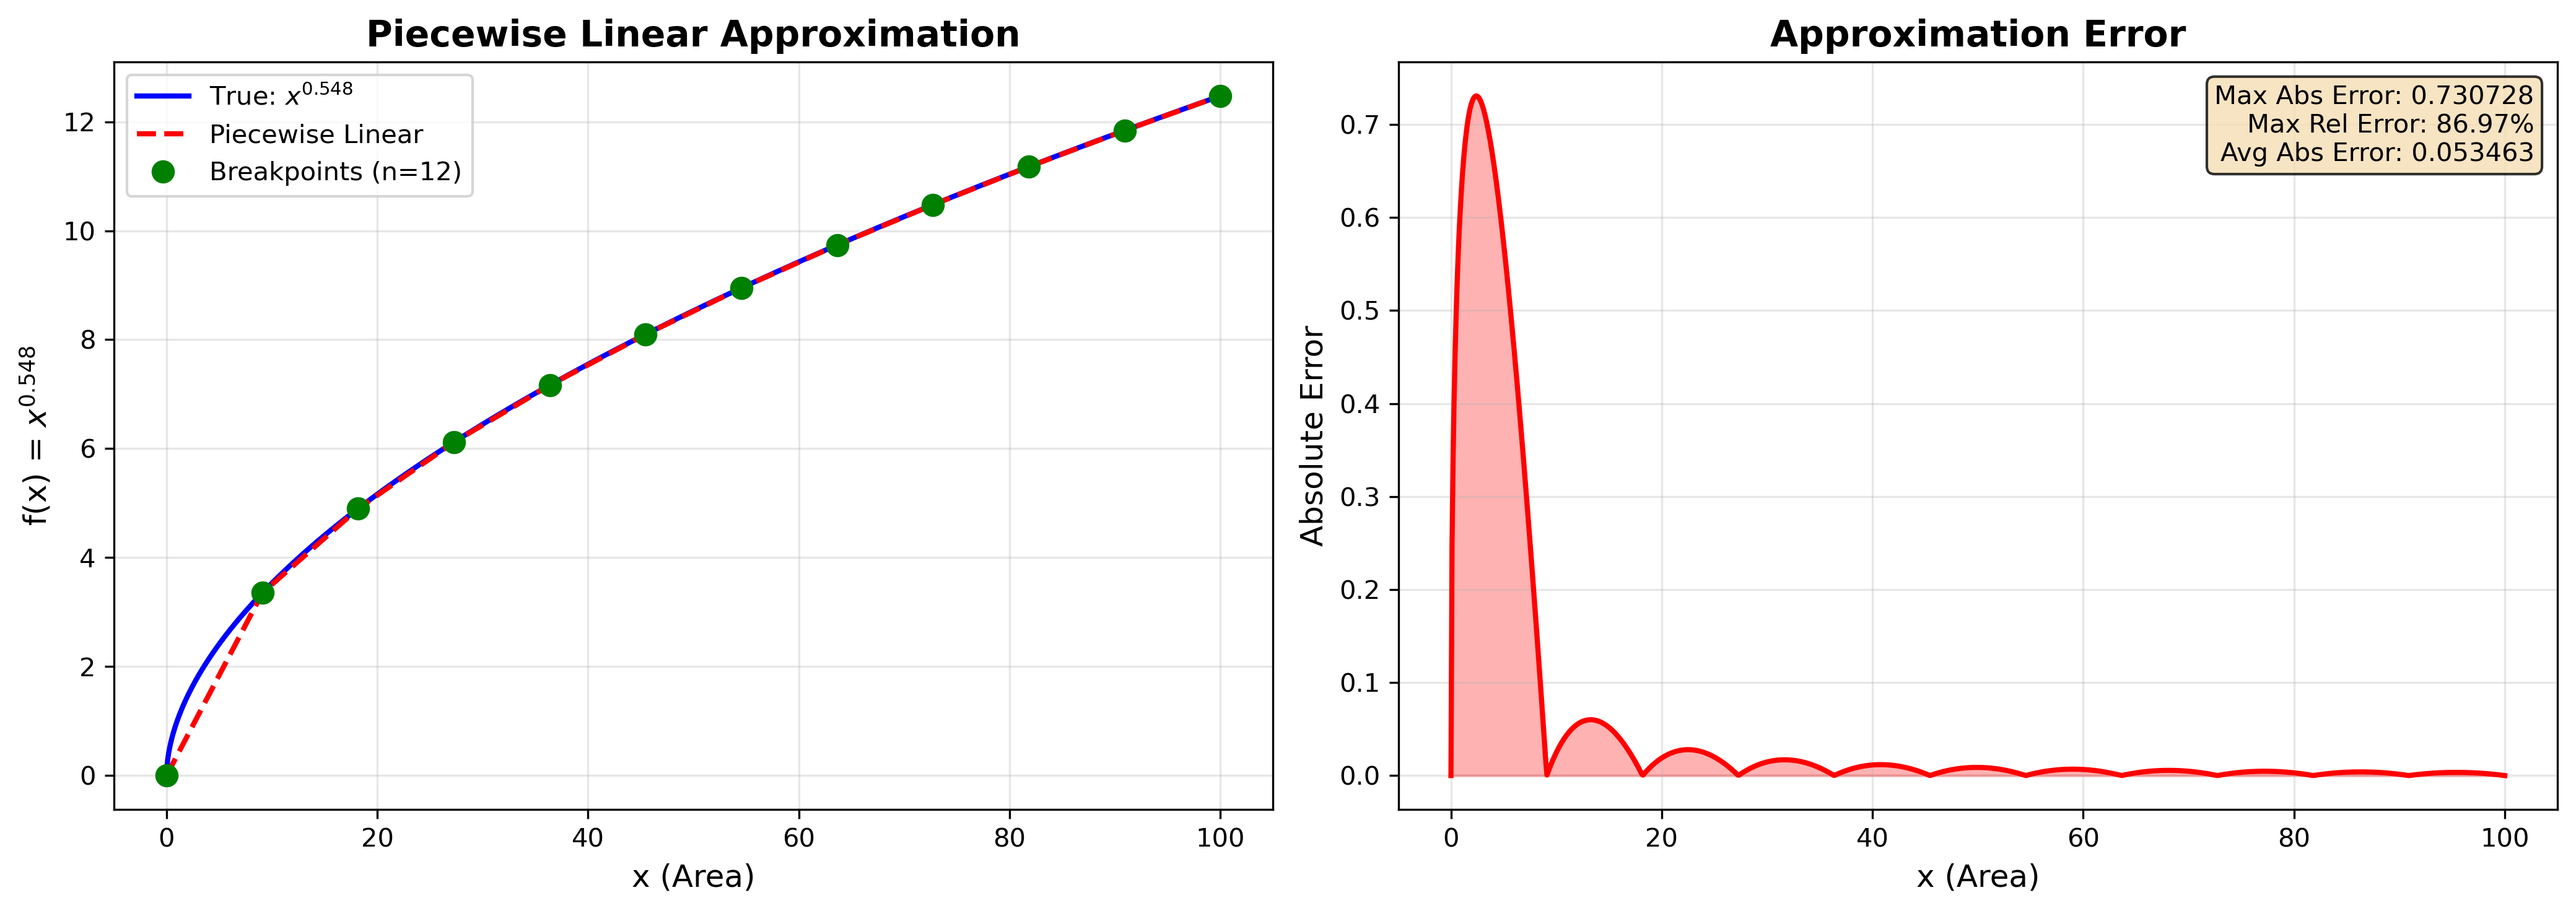 Piecewise Linear Approximation
True: x^0.548
Piecewise Linear
Breakpoints (n=12)
f(x) = x^0.548
12
10
8
6
4
2
0
0 20 40 60 80 100
x (Area)
Approximation Error
Max Abs Error: 0.730728
Max Rel Error: 86.97%
Avg Abs Error: 0.053463
Absolute Error
0.7
0.6
0.5
0.4
0.3
0.2
0.1
0.0
0 20 40 60 80 100
x (Area)